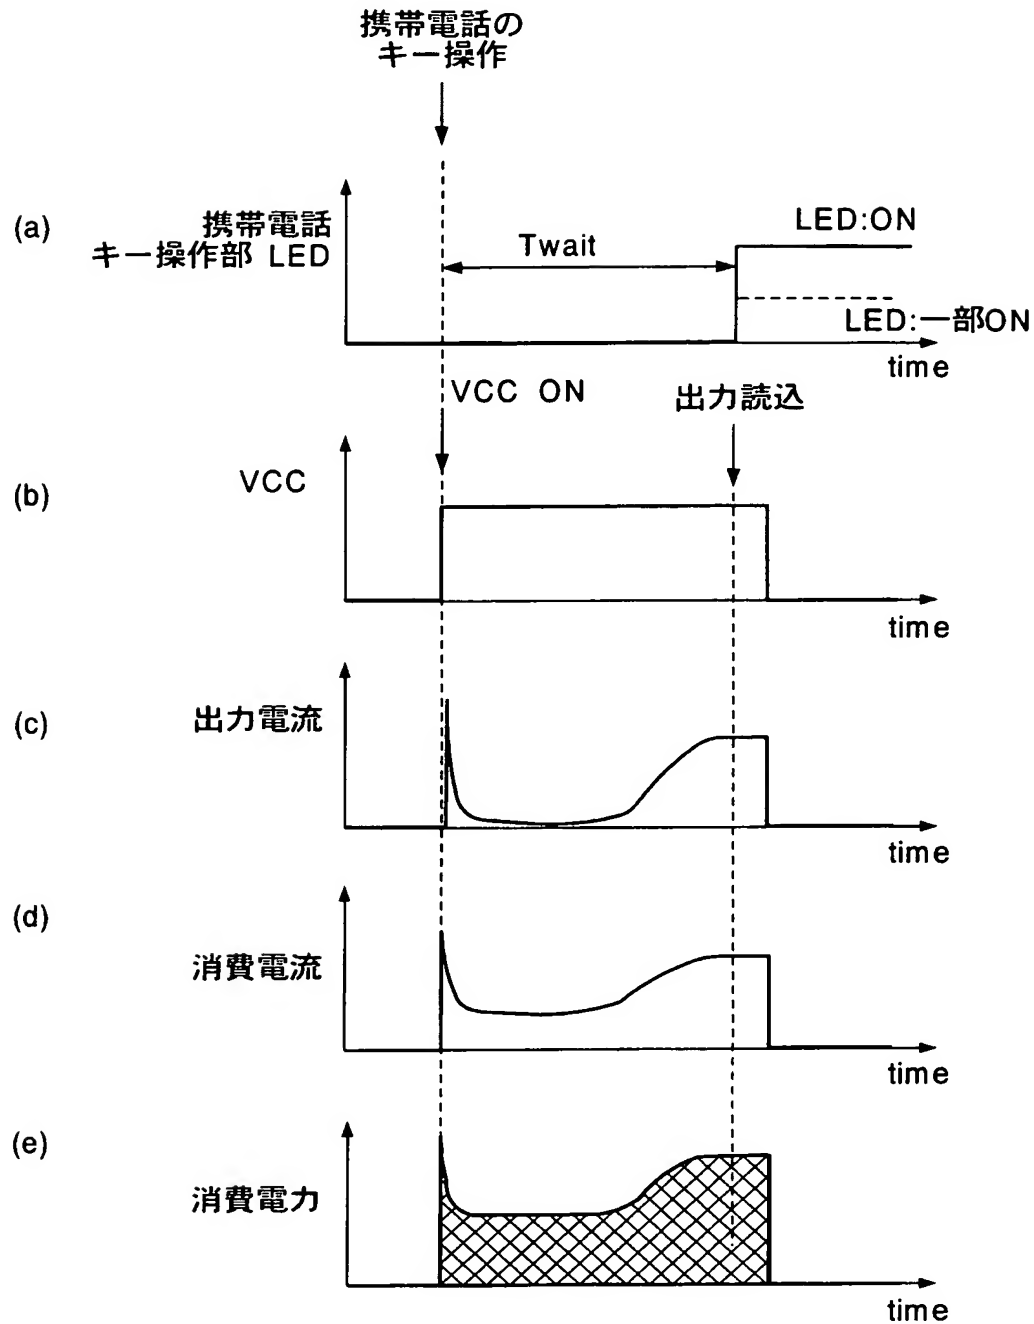 携帯電話の
キー操作
(a)
携帯電話
キー操作部 LED
Twait
LED:ON
LED:一部ON
time
VCC ON
出力読込
(b)
VCC
time
(c)
出力電流
time
(d)
消費電流
time
(e)
消費電力
time